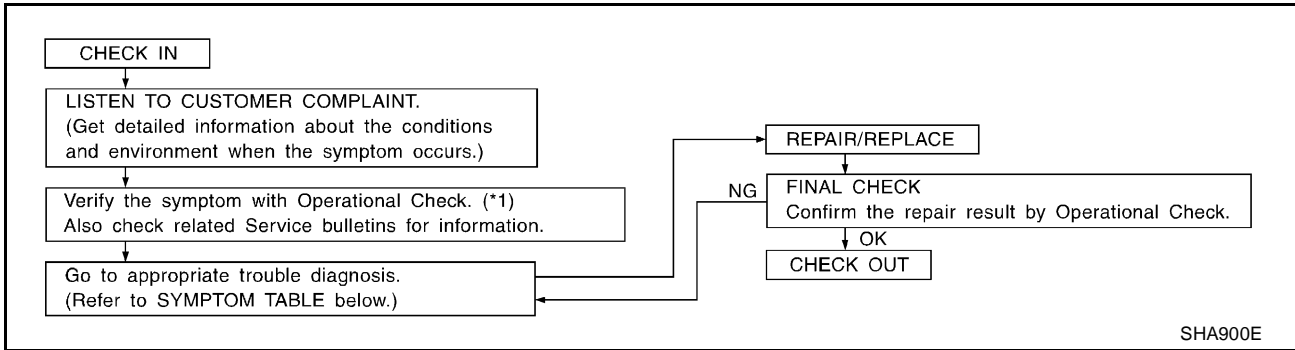 CHECK IN
LISTEN TO CUSTOMER COMPLAINT.
(Get detailed information about the conditions
and environment when the symptom occurs.)
Verify the symptom with Operational Check. (*1)
Also check related Service bulletins for information.
Go to appropriate trouble diagnosis.
(Refer to SYMPTOM TABLE below.)
REPAIR/REPLACE
NG
FINAL CHECK
Confirm the repair result by Operational Check.
OK
CHECK OUT
SHA900E